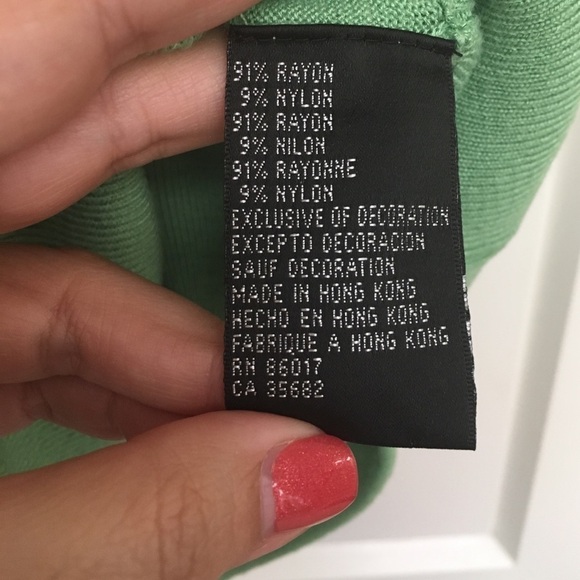 91% RAYON
9% NYLON
91% RAYON
9% NILON
91% RAYONNE
9% NYLON
EXCLUSIVE OF DECORATION
EXCEPTO DECORACION
SAUF DECORATION
MADE IN HONG KONG
HECHO EN HONG KONG
FABRIQUE A HONG KONG
RN 86017
CA 35682